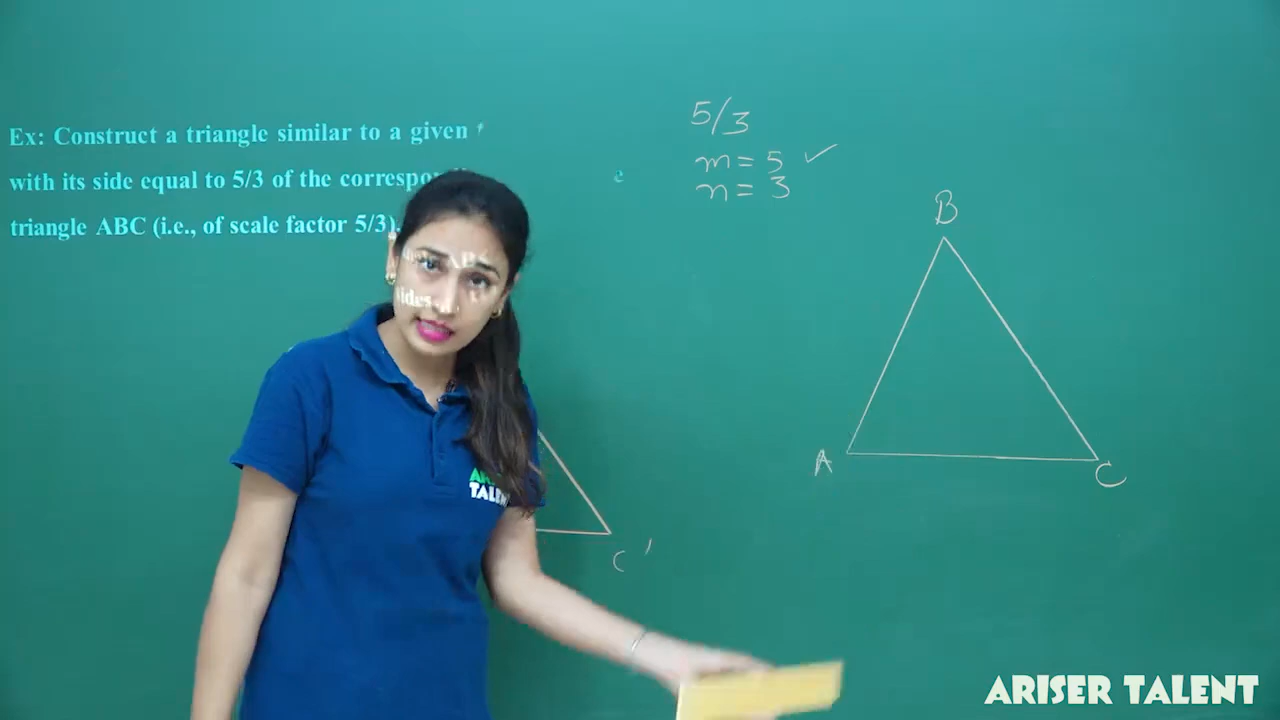 Ex: Construct a triangle similar to a given
with its side equal to 5/3 of the
triangle ABC (i.e., of scale factor 5/3).
5/3
m = 5 ✓
n = 3
B
A
C
C'
TALENT
ARISER TALENT